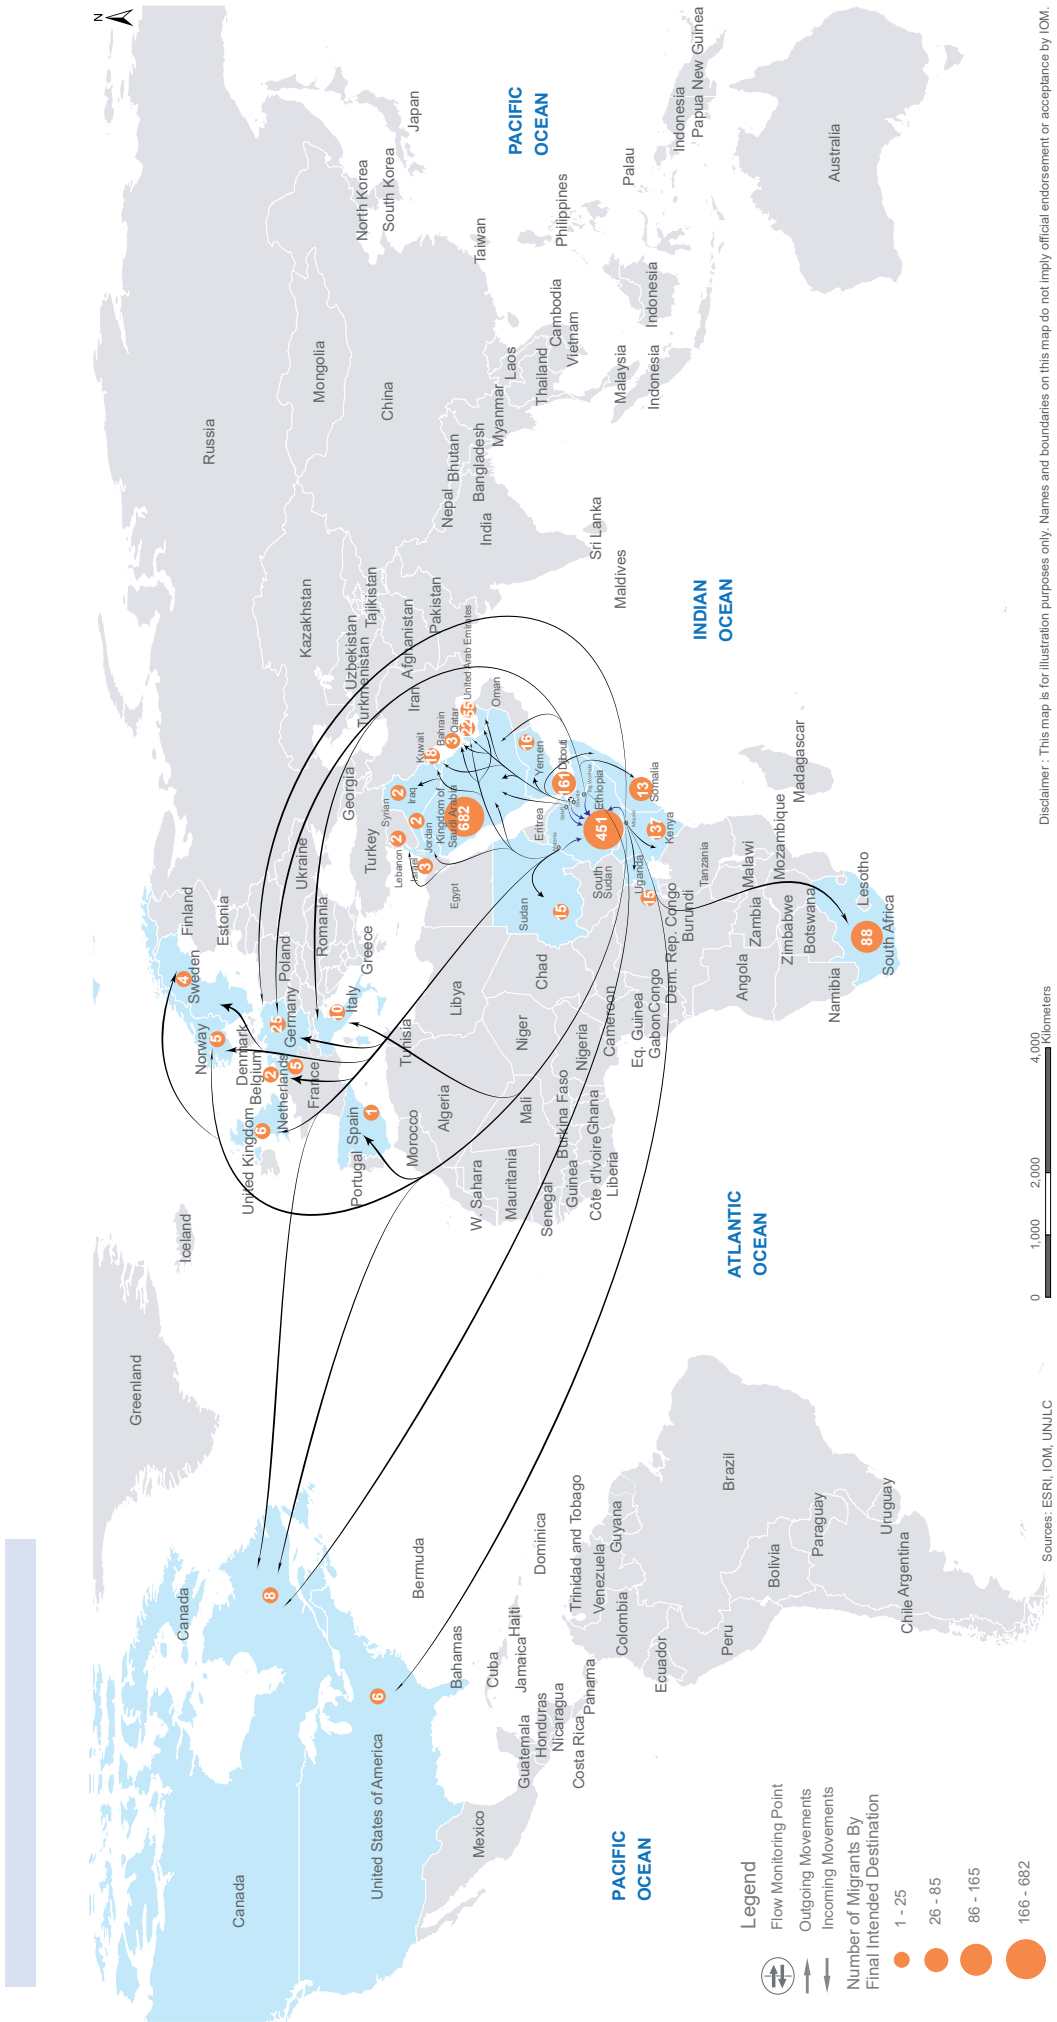 N
Greenland
Iceland
Canada
Canada
United States of America
Mexico
Bermuda
Bahamas
Cuba
Haiti
Jamaica
Dominica
Guatemala
Honduras
Nicaragua
Costa Rica
Panama
Trinidad and Tobago
Venezuela
Guyana
Colombia
Ecuador
Peru
Brazil
Bolivia
Paraguay
Uruguay
Argentina
Chile
8
6
PACIFIC
OCEAN
ATLANTIC
OCEAN
INDIAN
OCEAN
PACIFIC
OCEAN
Norway
Sweden
Finland
Estonia
Denmark
United Kingdom
Belgium
Netherlands
Germany
Poland
France
Ukraine
Romania
Portugal
Spain
Italy
Greece
Turkey
Georgia
4
5
6
2
5
25
10
1
Russia
Kazakhstan
Mongolia
China
North Korea
South Korea
Japan
Uzbekistan
Turkmenistan
Tajikistan
Afghanistan
Pakistan
Iran
Nepal
Bhutan
Bangladesh
India
Myanmar
Laos
Thailand
Cambodia
Vietnam
Taiwan
Philippines
Palau
Sri Lanka
Maldives
Malaysia
Indonesia
Indonesia
Indonesia
Papua New Guinea
Australia
Syrian
Lebanon
Israel
Jordan
Iraq
Kuwait
Bahrain
Qatar
United Arab Emirates
Oman
Kingdom of
Saudi Arabia
Yemen
2
2
3
2
18
3
22
55
682
16
Morocco
Tunisia
Algeria
Libya
Egypt
W. Sahara
Mauritania
Mali
Niger
Chad
Sudan
Eritrea
Djibouti
Ethiopia
Somalia
Senegal
Guinea
Côte d'Ivoire
Liberia
Burkina Faso
Ghana
Nigeria
Cameroon
Eq. Guinea
Gabon
Congo
Dem. Rep. Congo
South
Sudan
Uganda
Kenya
Burundi
Tanzania
Angola
Zambia
Malawi
Mozambique
Zimbabwe
Botswana
Namibia
Lesotho
South Africa
Madagascar
15
161
451
13
137
15
88
Legend
Flow Monitoring Point
Outgoing Movements
Incoming Movements
Number of Migrants By
Final Intended Destination
1 - 25
26 - 85
86 - 165
166 - 682
0 1,000 2,000 4,000
Kilometers
Sources: ESRI, IOM, UNJLC
Disclaimer : This map is for illustration purposes only. Names and boundaries on this map do not imply official endorsement or acceptance by IOM.